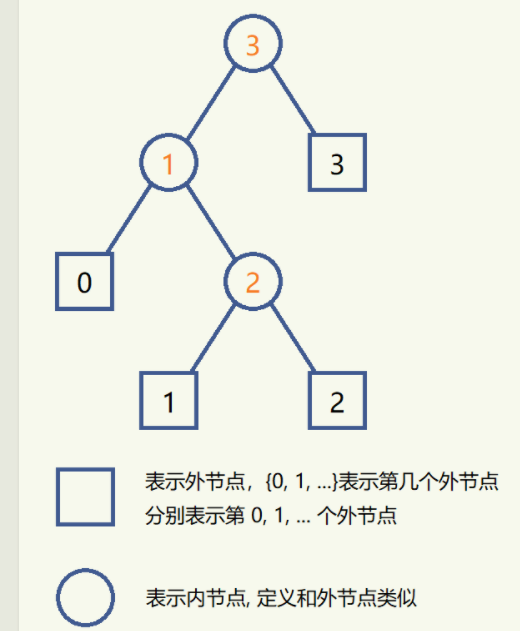 3
1
3
0
2
1
2
表示外节点，{0, 1, ...}表示第几个外节点
分别表示第 0, 1, ... 个外节点
表示内节点, 定义和外节点类似